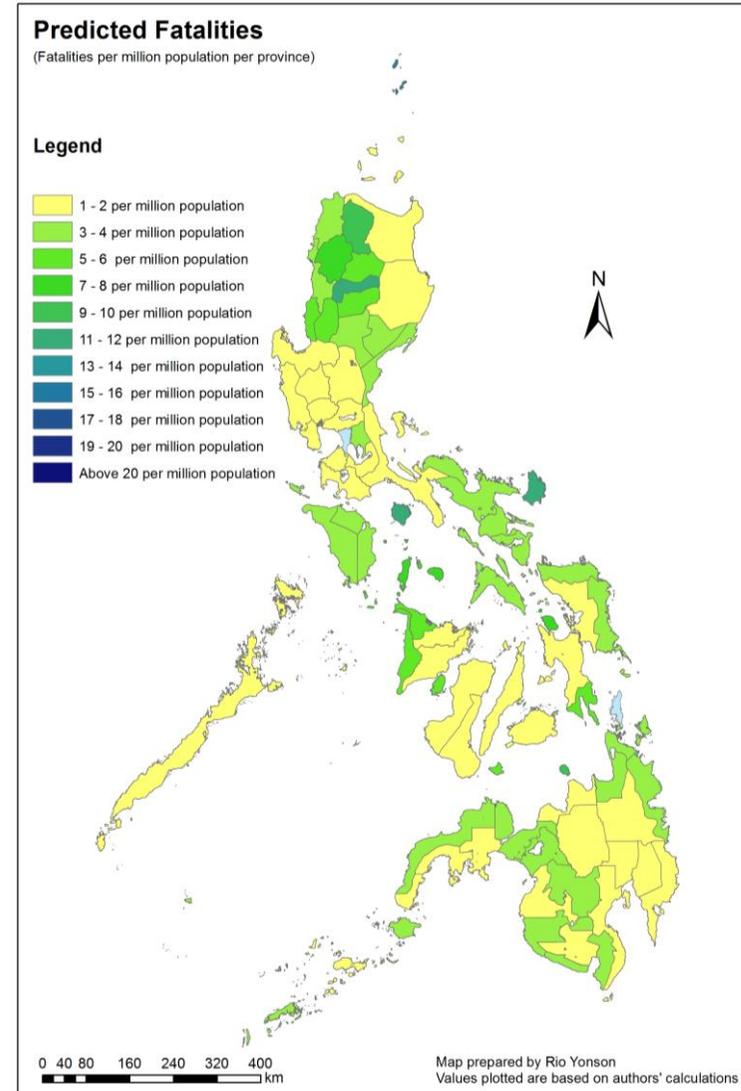 Predicted Fatalities
(Fatalities per million population per province)
Legend
1 - 2 per million population
3 - 4 per million population
5 - 6 per million population
7 - 8 per million population
9 - 10 per million population
11 - 12 per million population
13 - 14 per million population
15 - 16 per million population
17 - 18 per million population
19 - 20 per million population
Above 20 per million population
N
0 40 80 160 240 320 400
km
Map prepared by Rio Yonson
Values plotted are based on authors' calculations